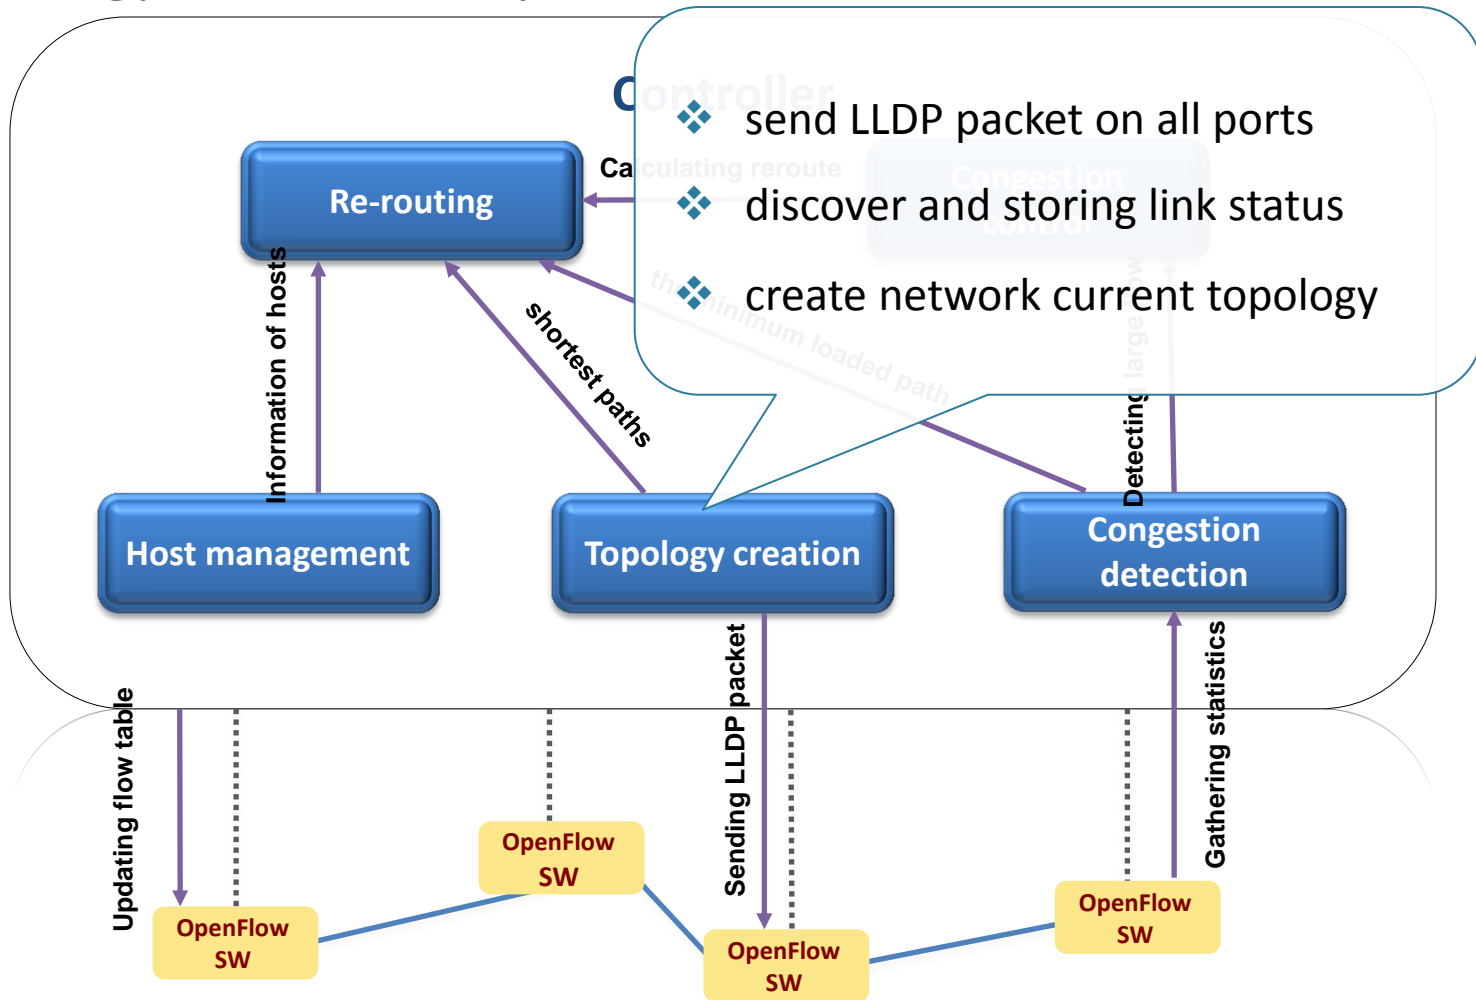 Controller
send LLDP packet on all ports
discover and storing link status
create network current topology
Re-routing
Calculating reroute
Congestion
control
Information of hosts
shortest paths
the minimum loaded path
Detecting large flow
Host management
Topology creation
Congestion
detection
Updating flow table
Sending LLDP packet
Gathering statistics
OpenFlow
SW
OpenFlow
SW
OpenFlow
SW
OpenFlow
SW